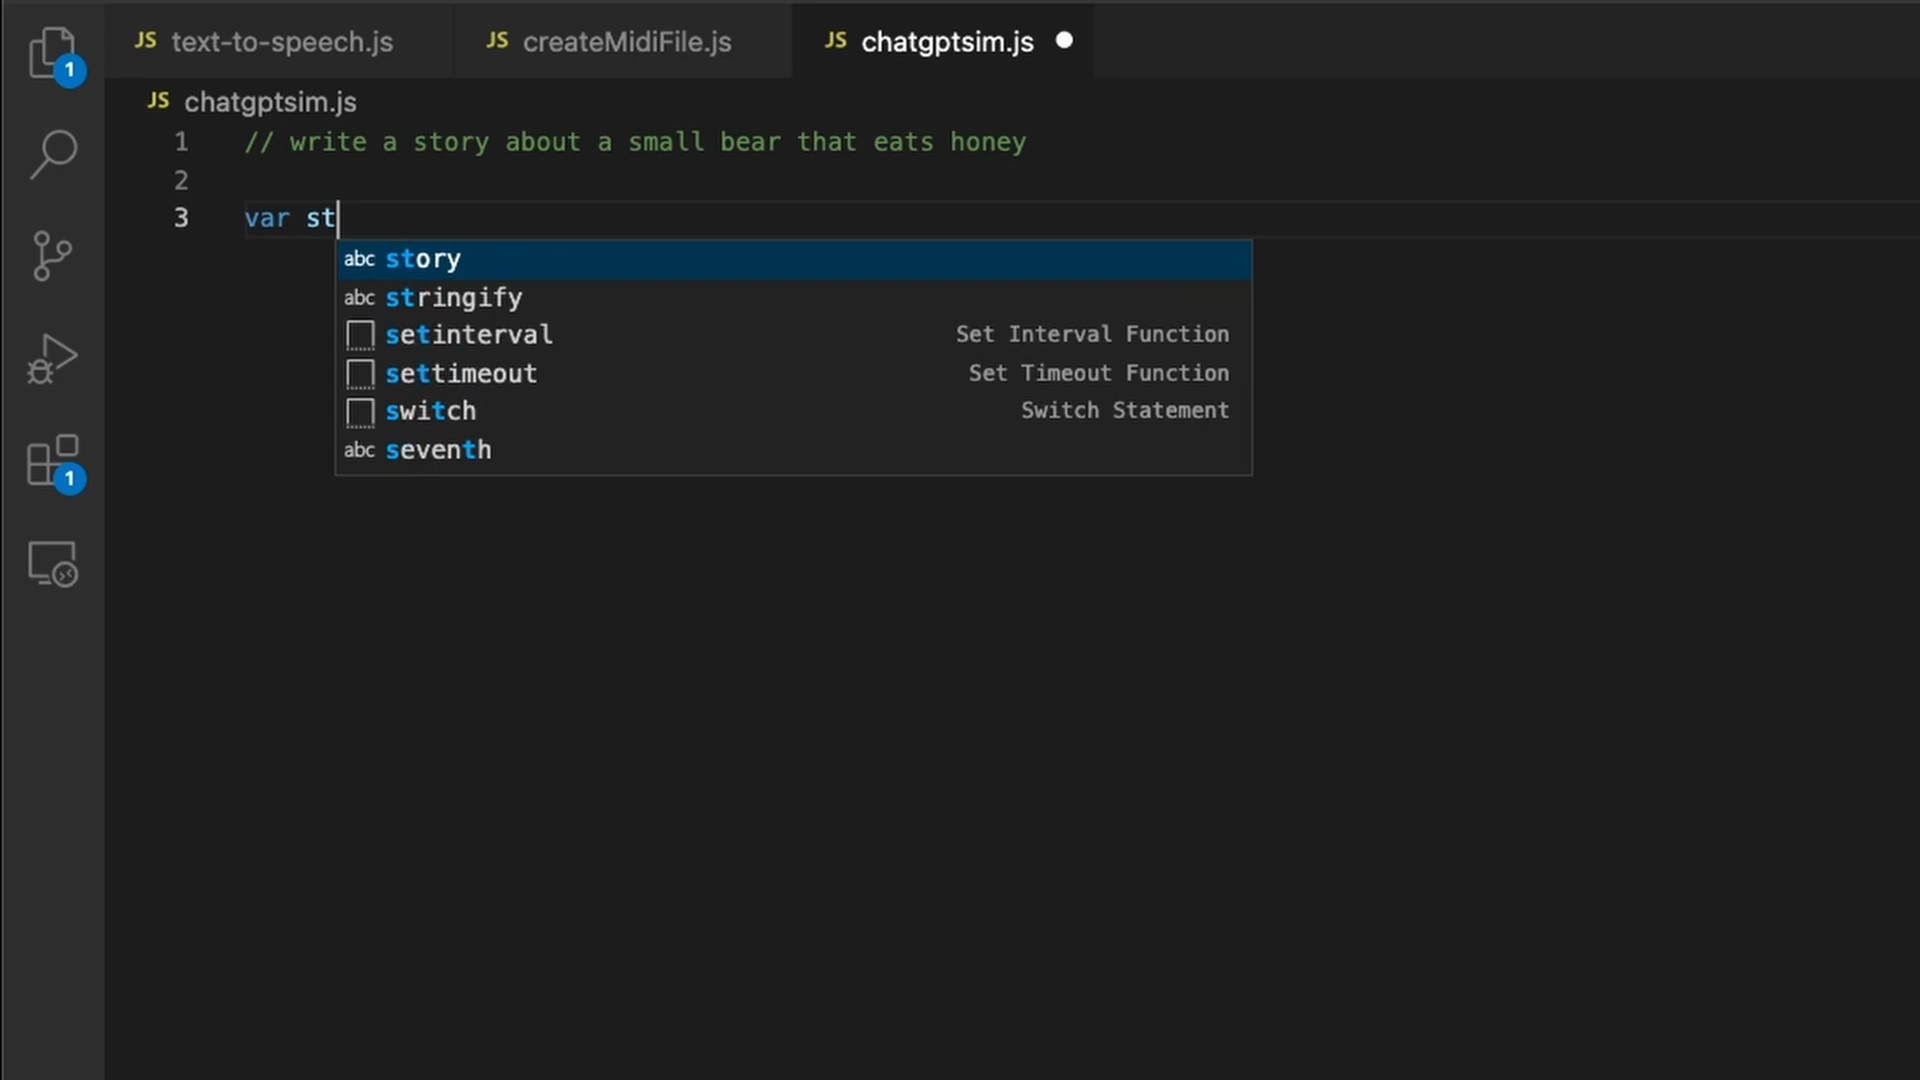 JS text-to-speech.js JS createMidiFile.js JS chatgptsim.js
1
JS chatgptsim.js
1 // write a story about a small bear that eats honey
2
3 var st
abc story
abc stringify
setinterval Set Interval Function
settimeout Set Timeout Function
switch Switch Statement
abc seventh
1